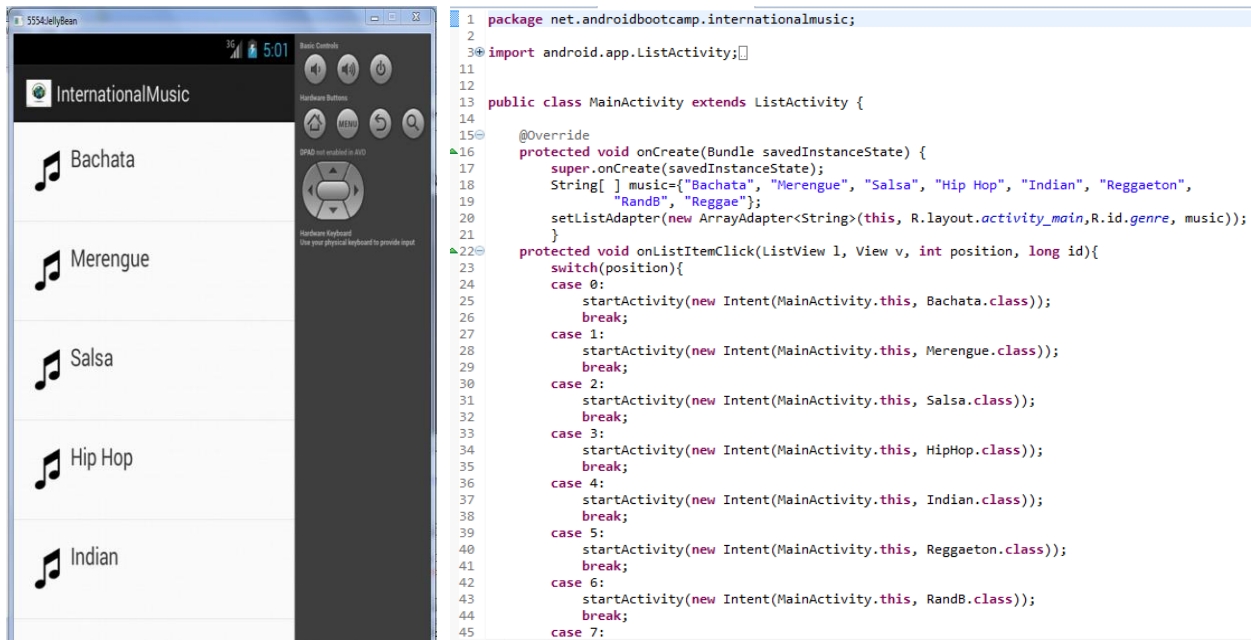 5554:JellyBean
3G 5:01
InternationalMusic
Bachata
Merengue
Salsa
Hip Hop
Indian
Basic Controls
Hardware Buttons
MENU
DPAD not enabled in AVD
Hardware Keyboard
Use your physical keyboard to provide input
1 package net.androidbootcamp.internationalmusic;
2
3 import android.app.ListActivity;
11
12
13 public class MainActivity extends ListActivity {
14
15 @Override
16 protected void onCreate(Bundle savedInstanceState) {
17 super.onCreate(savedInstanceState);
18 String[ ] music={"Bachata", "Merengue", "Salsa", "Hip Hop", "Indian", "Reggaeton",
19 "RandB", "Reggae"};
20 setListAdapter(new ArrayAdapter<String>(this, R.layout.activity_main,R.id.genre, music));
21 }
22 protected void onListItemClick(ListView l, View v, int position, long id){
23 switch(position){
24 case 0:
25 startActivity(new Intent(MainActivity.this, Bachata.class));
26 break;
27 case 1:
28 startActivity(new Intent(MainActivity.this, Merengue.class));
29 break;
30 case 2:
31 startActivity(new Intent(MainActivity.this, Salsa.class));
32 break;
33 case 3:
34 startActivity(new Intent(MainActivity.this, HipHop.class));
35 break;
36 case 4:
37 startActivity(new Intent(MainActivity.this, Indian.class));
38 break;
39 case 5:
40 startActivity(new Intent(MainActivity.this, Reggaeton.class));
41 break;
42 case 6:
43 startActivity(new Intent(MainActivity.this, RandB.class));
44 break;
45 case 7: